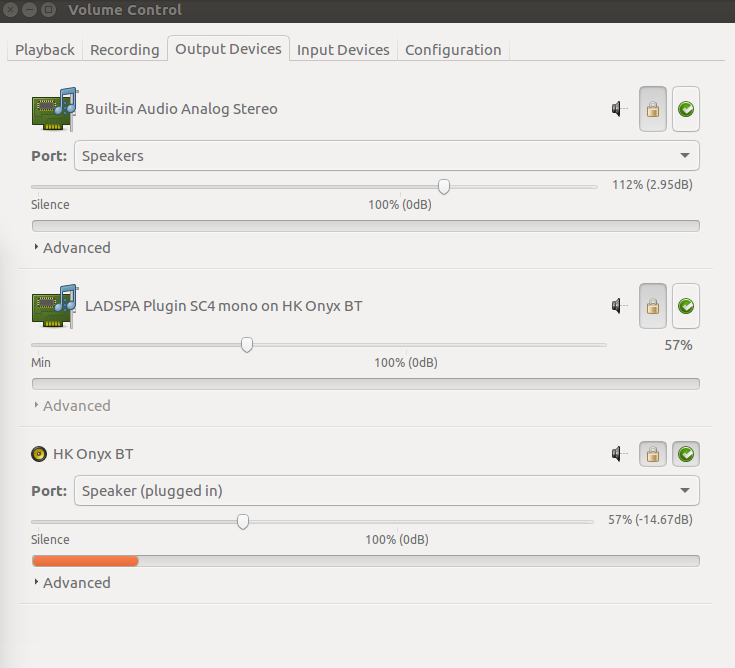 Volume Control
Playback Recording Output Devices Input Devices Configuration
Built-in Audio Analog Stereo
Port: Speakers
112% (2.95dB)
Silence 100% (0dB)
Advanced
LADSPA Plugin SC4 mono on HK Onyx BT
57%
Min 100% (0dB)
Advanced
HK Onyx BT
Port: Speaker (plugged in)
57% (-14.67dB)
Silence 100% (0dB)
Advanced